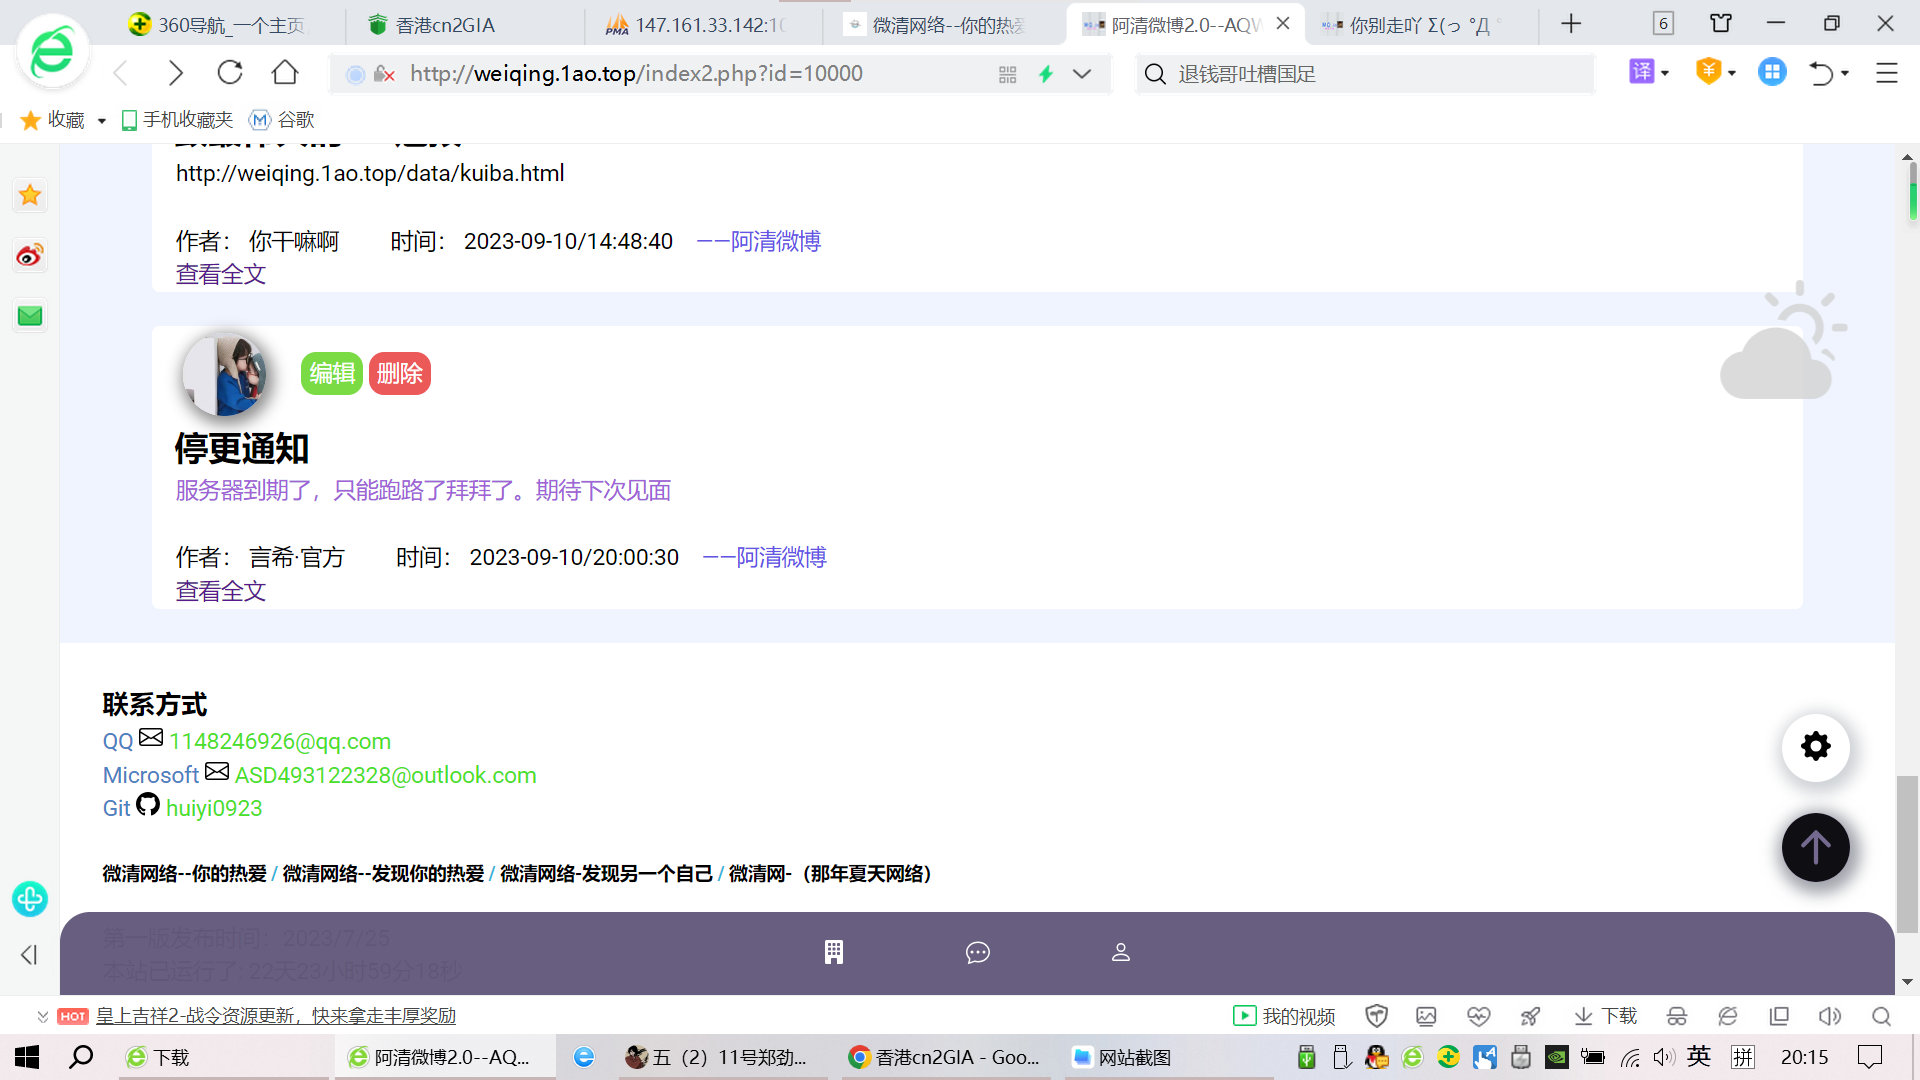 360导航_一个主页
香港cn2GIA
147.161.33.142:10
微清网络--你的热爱
阿清微博2.0--AQW
你别走吖 Σ(っ °Д °
6
http://weiqing.1ao.top/index2.php?id=10000
退钱哥吐槽国足
译
收藏
手机收藏夹
谷歌
http://weiqing.1ao.top/data/kuiba.html
作者： 你干嘛啊 时间： 2023-09-10/14:48:40 ——阿清微博
查看全文
编辑 删除
停更通知
服务器到期了，只能跑路了拜拜了。期待下次见面
作者： 言希·官方 时间： 2023-09-10/20:00:30 ——阿清微博
查看全文
联系方式
QQ 1148246926@qq.com
Microsoft ASD493122328@outlook.com
Git huiyi0923
微清网络--你的热爱 / 微清网络--发现你的热爱 / 微清网络-发现另一个自己 / 微清网-（那年夏天网络）
第一版发布时间：2023/7/25
本站已运行了: 22天23小时59分18秒
HOT 皇上吉祥2-战令资源更新，快来拿走丰厚奖励
我的视频
下载
下载
阿清微博2.0--AQ...
五（2）11号郑劲...
香港cn2GIA - Goo...
网站截图
英
拼
20:15